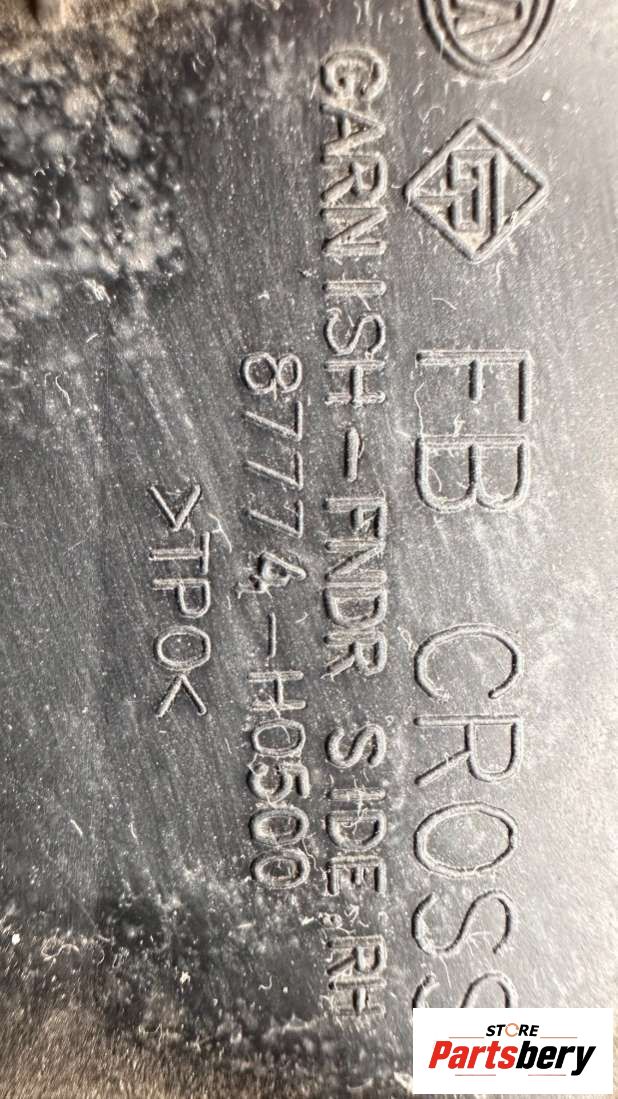 FB CROSS
GARNISH-FNDR SIDE RH
87774-H0500
>TPO<
STORE
Partsbery